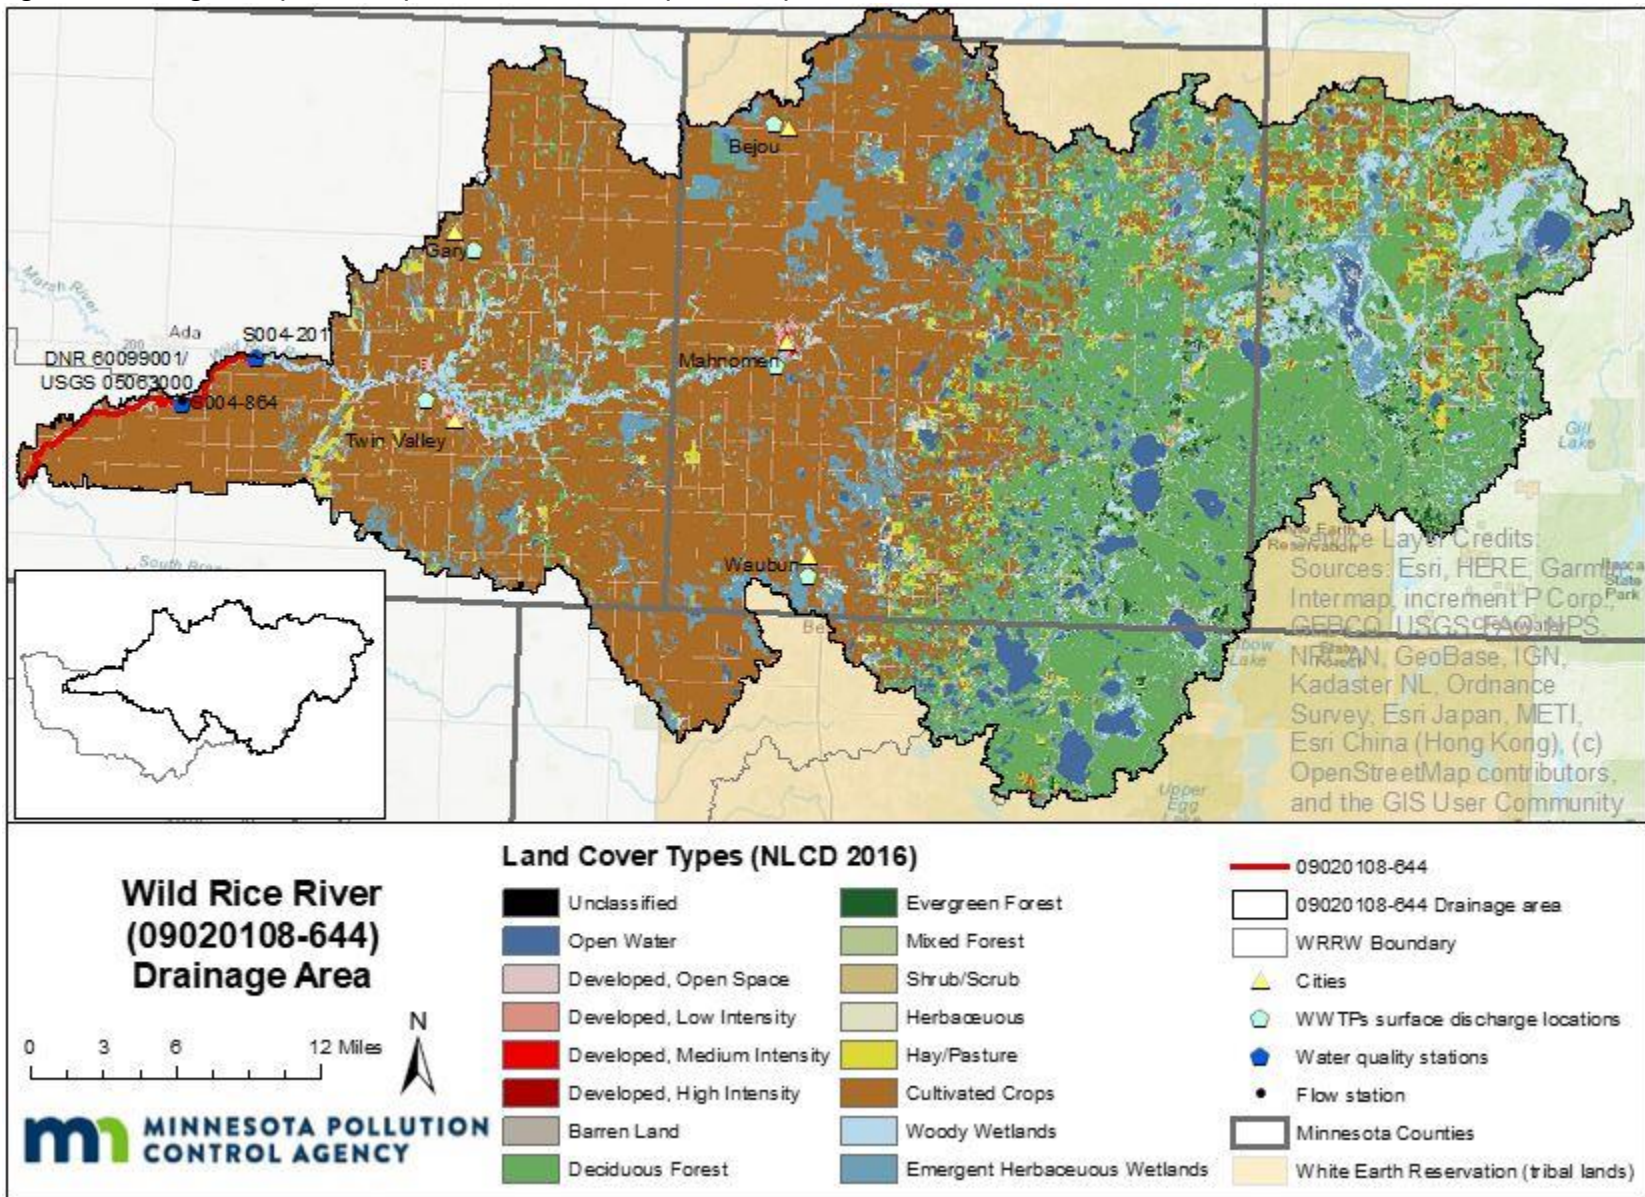 Bejou
Gary
Marsh River
Ada
200
S004-201
Wild Rice
DNR 60099001/
USGS 05063000
S004-864
Mahnomen
Twin Valley
Gill
Lake
Waubun
South Bran
Reservation
Service Layer Credits:
Sources: Esri, HERE, Garmin,
Intermap, increment P Corp.,
GEBCO, USGS, FAO, NPS,
NRCAN, GeoBase, IGN,
Kadaster NL, Ordnance
Survey, Esri Japan, METI,
Esri China (Hong Kong), (c)
OpenStreetMap contributors,
and the GIS User Community
State
Park
Lake
Upper
Egg
Wild Rice River
(09020108-644)
Drainage Area
N
0 3 6 12 Miles
MINNESOTA POLLUTION
CONTROL AGENCY
Land Cover Types (NLCD 2016)
Unclassified
Open Water
Developed, Open Space
Developed, Low Intensity
Developed, Medium Intensity
Developed, High Intensity
Barren Land
Deciduous Forest
Evergreen Forest
Mixed Forest
Shrub/Scrub
Herbaceuous
Hay/Pasture
Cultivated Crops
Woody Wetlands
Emergent Herbaceuous Wetlands
09020108-644
09020108-644 Drainage area
WRRW Boundary
Cities
WWTPs surface discharge locations
Water quality stations
Flow station
Minnesota Counties
White Earth Reservation (tribal lands)